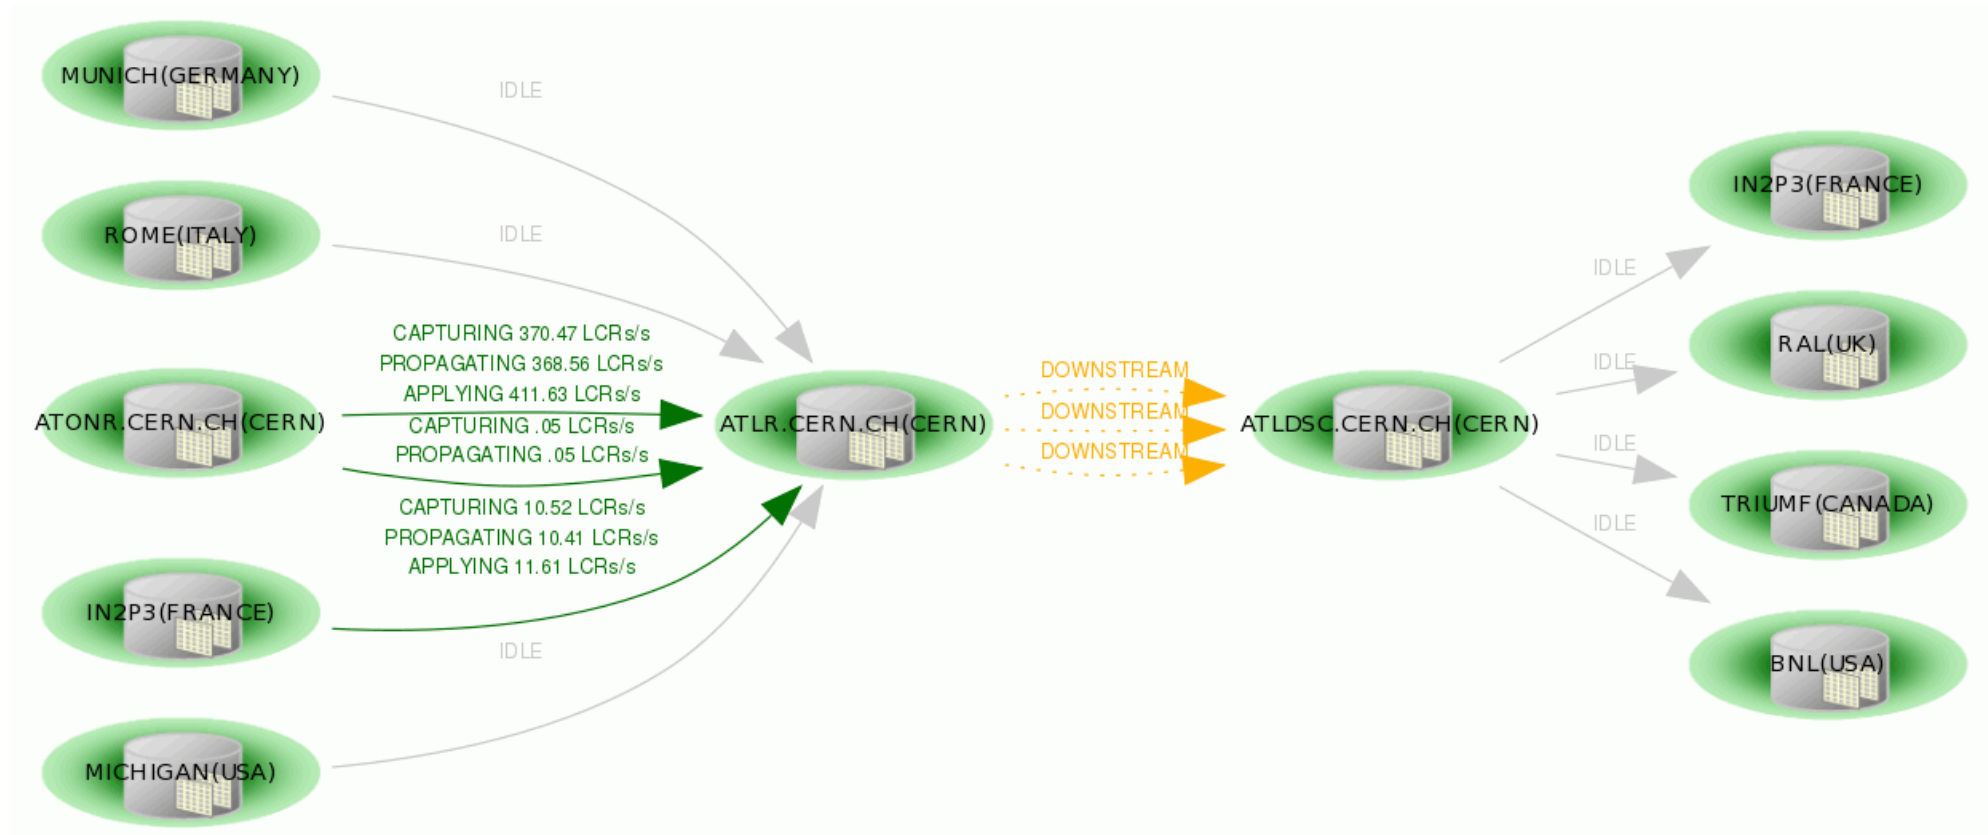 MUNICH(GERMANY)
IDLE
ROME(ITALY)
IDLE
CAPTURING 370.47 LCRs/s
PROPAGATING 368.56 LCRs/s
APPLYING 411.63 LCRs/s
ATONR.CERN.CH(CERN)
CAPTURING .05 LCRs/s
PROPAGATING .05 LCRs/s
CAPTURING 10.52 LCRs/s
PROPAGATING 10.41 LCRs/s
APPLYING 11.61 LCRs/s
IN2P3(FRANCE)
IDLE
MICHIGAN(USA)
ATLR.CERN.CH(CERN)
DOWNSTREAM
DOWNSTREAM
DOWNSTREAM
ATLDSC.CERN.CH(CERN)
IDLE
IDLE
IDLE
IDLE
IN2P3(FRANCE)
RAL(UK)
TRIUMF(CANADA)
BNL(USA)